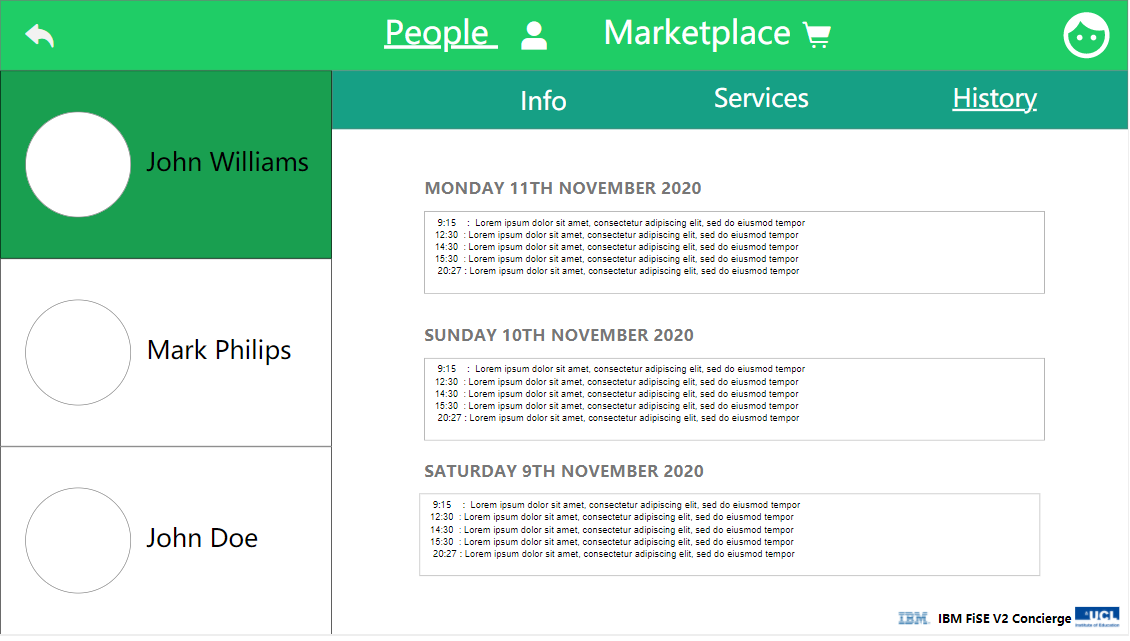 People
Marketplace
Info
Services
History
John Williams
Mark Philips
John Doe
MONDAY 11TH NOVEMBER 2020
9:15 : Lorem ipsum dolor sit amet, consectetur adipiscing elit, sed do eiusmod tempor
12:30 : Lorem ipsum dolor sit amet, consectetur adipiscing elit, sed do eiusmod tempor
14:30 : Lorem ipsum dolor sit amet, consectetur adipiscing elit, sed do eiusmod tempor
15:30 : Lorem ipsum dolor sit amet, consectetur adipiscing elit, sed do eiusmod tempor
20:27 : Lorem ipsum dolor sit amet, consectetur adipiscing elit, sed do eiusmod tempor
SUNDAY 10TH NOVEMBER 2020
9:15 : Lorem ipsum dolor sit amet, consectetur adipiscing elit, sed do eiusmod tempor
12:30 : Lorem ipsum dolor sit amet, consectetur adipiscing elit, sed do eiusmod tempor
14:30 : Lorem ipsum dolor sit amet, consectetur adipiscing elit, sed do eiusmod tempor
15:30 : Lorem ipsum dolor sit amet, consectetur adipiscing elit, sed do eiusmod tempor
20:27 : Lorem ipsum dolor sit amet, consectetur adipiscing elit, sed do eiusmod tempor
SATURDAY 9TH NOVEMBER 2020
9:15 : Lorem ipsum dolor sit amet, consectetur adipiscing elit, sed do eiusmod tempor
12:30 : Lorem ipsum dolor sit amet, consectetur adipiscing elit, sed do eiusmod tempor
14:30 : Lorem ipsum dolor sit amet, consectetur adipiscing elit, sed do eiusmod tempor
15:30 : Lorem ipsum dolor sit amet, consectetur adipiscing elit, sed do eiusmod tempor
20:27 : Lorem ipsum dolor sit amet, consectetur adipiscing elit, sed do eiusmod tempor
IBM
IBM FiSE V2 Concierge
UCL
Institute of Education